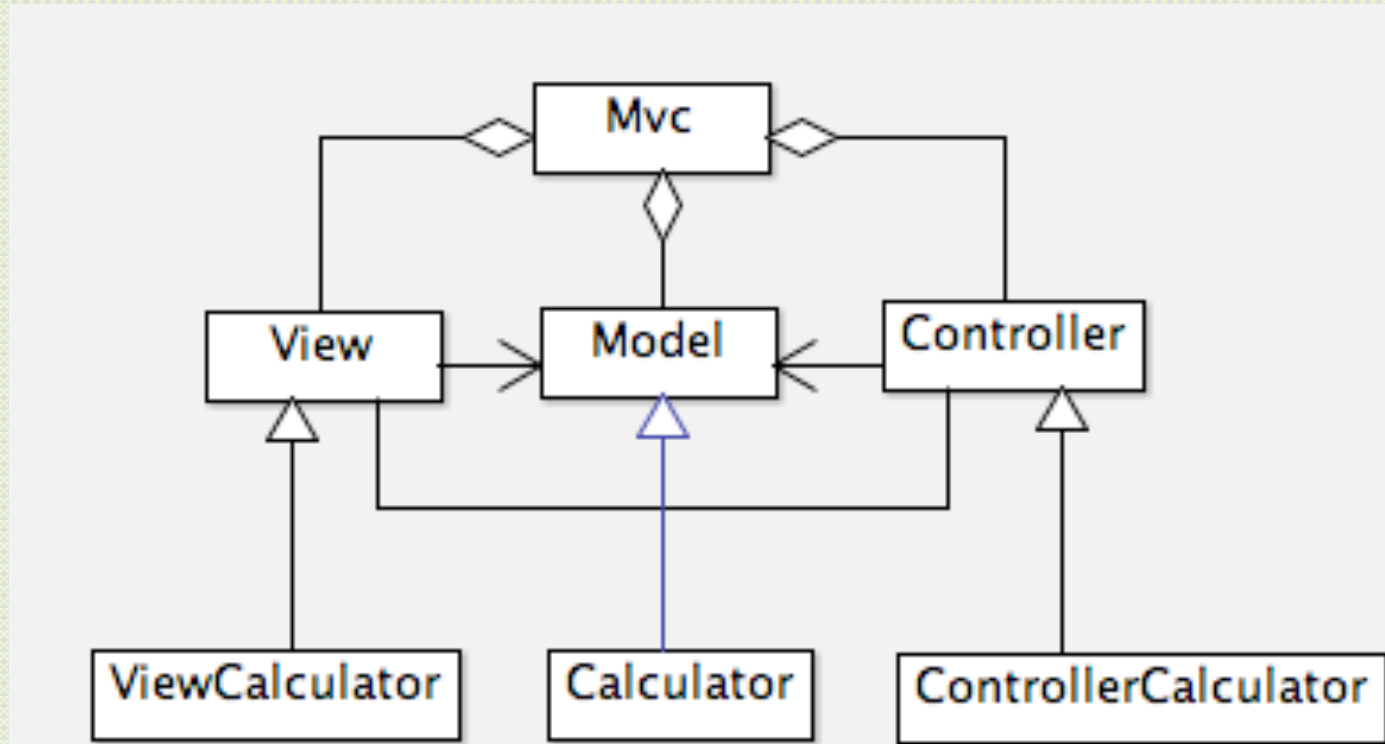 Mvc
View
Model
Controller
ViewCalculator
Calculator
ControllerCalculator